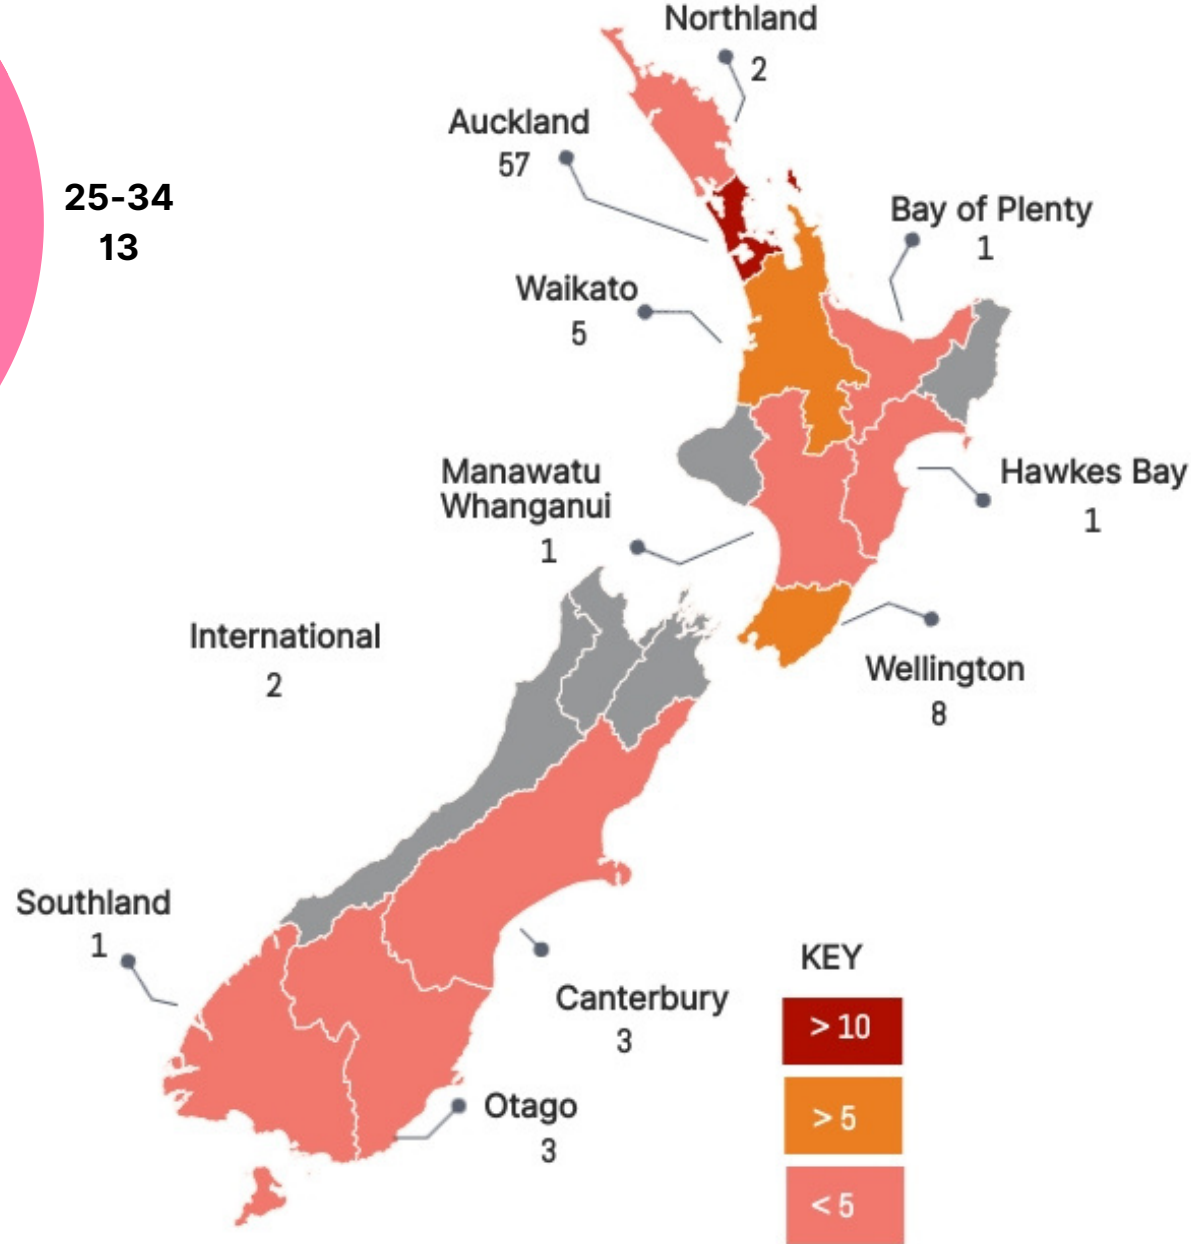 Northland
2
Auckland
57
25-34
13
Bay of Plenty
1
Waikato
5
Manawatu
Whanganui
1
Hawkes Bay
1
International
2
Wellington
8
Southland
1
KEY
Canterbury
3
> 10
Otago
3
> 5
< 5